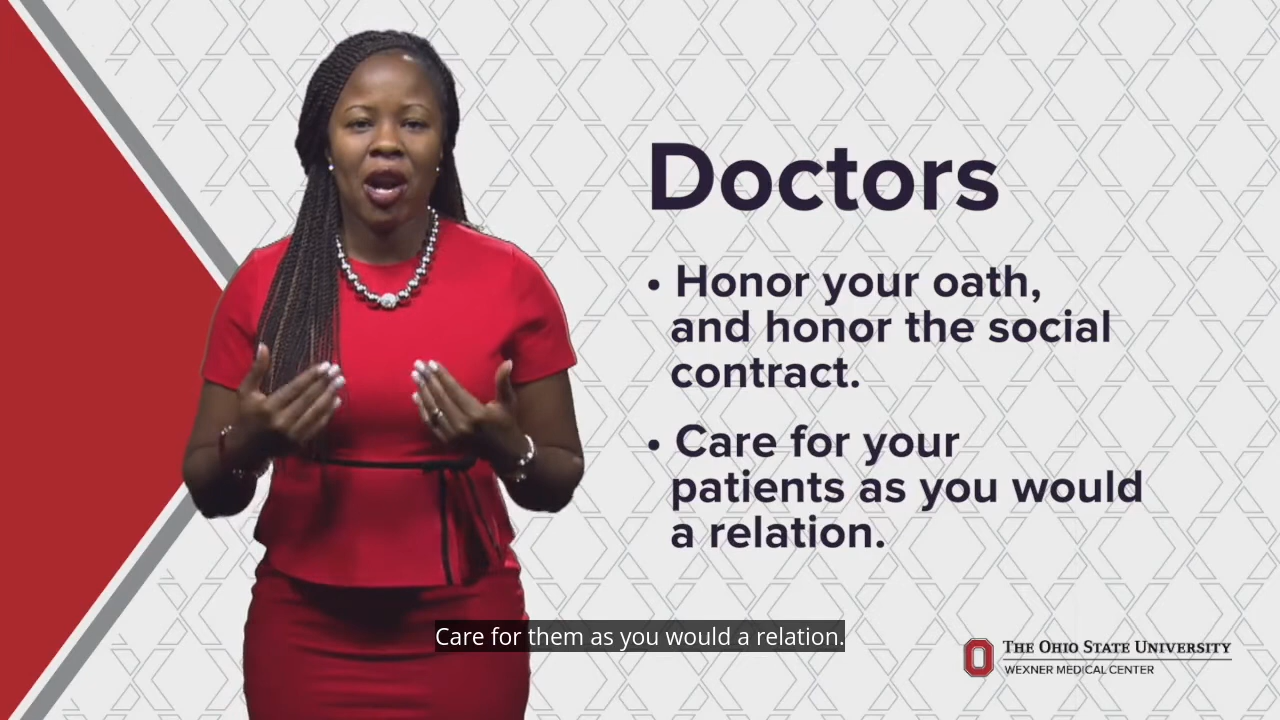 Doctors
• Honor your oath,
and honor the social
contract.
• Care for your
patients as you would
a relation.
Care for them as you would a relation.
The Ohio State University
WEXNER MEDICAL CENTER